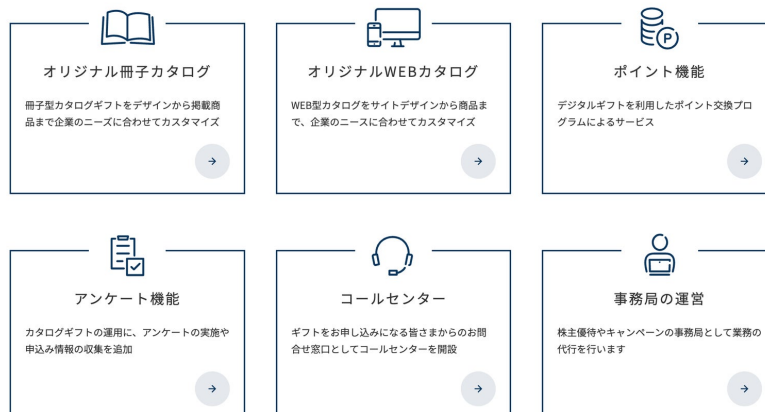 オリジナル冊子カタログ
冊子型カタログギフトをデザインから掲載商
品まで企業のニーズに合わせてカスタマイズ
オリジナルWEBカタログ
WEB型カタログをサイトデザインから商品ま
で、企業のニースに合わせてカスタマイズ
P
ポイント機能
デジタルギフトを利用したポイント交換プロ
グラムによるサービス
アンケート機能
カタログギフトの運用に、アンケートの実施や
申込み情報の収集を追加
コールセンター
ギフトをお申し込みになる皆さまからのお問
合せ窓口としてコールセンターを開設
事務局の運営
株主優待やキャンペーンの事務局として業務の
代行を行います